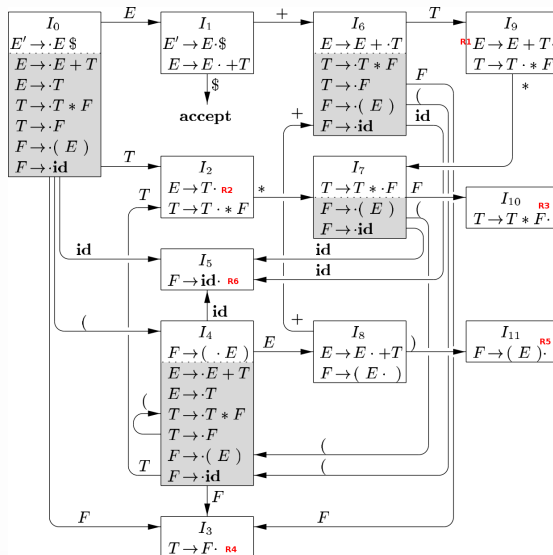 I₀
E′ → ·E $
E → ·E + T
E → ·T
T → ·T * F
T → ·F
F → ·( E )
F → ·id
E
I₁
E′ → E·$
E → E· + T
$
accept
+
I₆
E → E + ·T
T → ·T * F
T → ·F
F → ·( E )
F → ·id
T
I₉
R1
E → E + T·
T → T· * F
F
(
id
*
+
T
I₂
E → T· R2
T → T· * F
T
*
I₇
T → T * ·F
F → ·( E )
F → ·id
F
(
I₁₀
R3
T → T * F·
id
I₅
F → id· R6
id
id
id
(
I₄
F → ( · E )
E → ·E + T
E → ·T
T → ·T * F
T → ·F
F → ·( E )
F → ·id
E
+
I₈
E → E· + T
F → ( E· )
)
I₁₁
F → ( E )· R5
(
(
(
T
F
F
I₃
T → F· R4
F